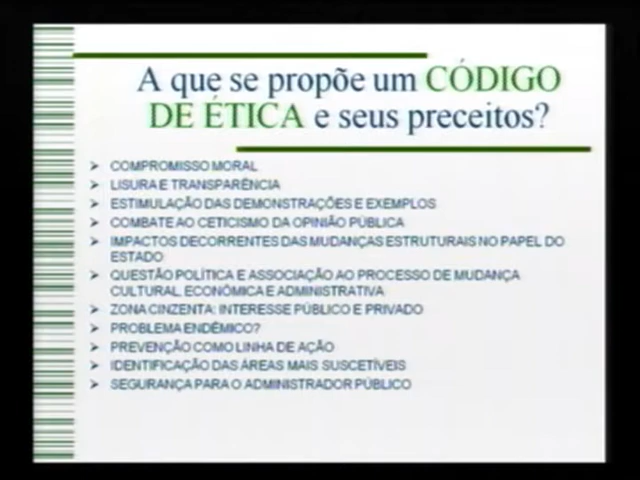 A que se propõe um CÓDIGO
DE ÉTICA e seus preceitos?
COMPROMISSO MORAL
LISURA E TRANSPARÊNCIA
ESTIMULAÇÃO DAS DEMONSTRAÇÕES E EXEMPLOS
COMBATE AO CETICISMO DA OPINIÃO PÚBLICA
IMPACTOS DECORRENTES DAS MUDANÇAS ESTRUTURAIS NO PAPEL DO
ESTADO
QUESTÃO POLÍTICA E ASSOCIAÇÃO AO PROCESSO DE MUDANÇA
CULTURAL, ECONÔMICA E ADMINISTRATIVA
ZONA CINZENTA: INTERESSE PÚBLICO E PRIVADO
PROBLEMA ENDÊMICO?
PREVENÇÃO COMO LINHA DE AÇÃO
IDENTIFICAÇÃO DAS ÁREAS MAIS SUSCETÍVEIS
SEGURANÇA PARA O ADMINISTRADOR PÚBLICO